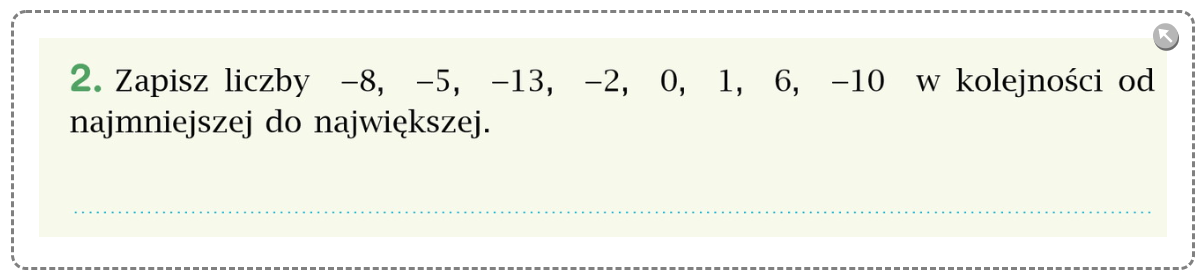 2. Zapisz liczby –8, –5, –13, –2, 0, 1, 6, –10 w kolejności od
najmniejszej do największej.